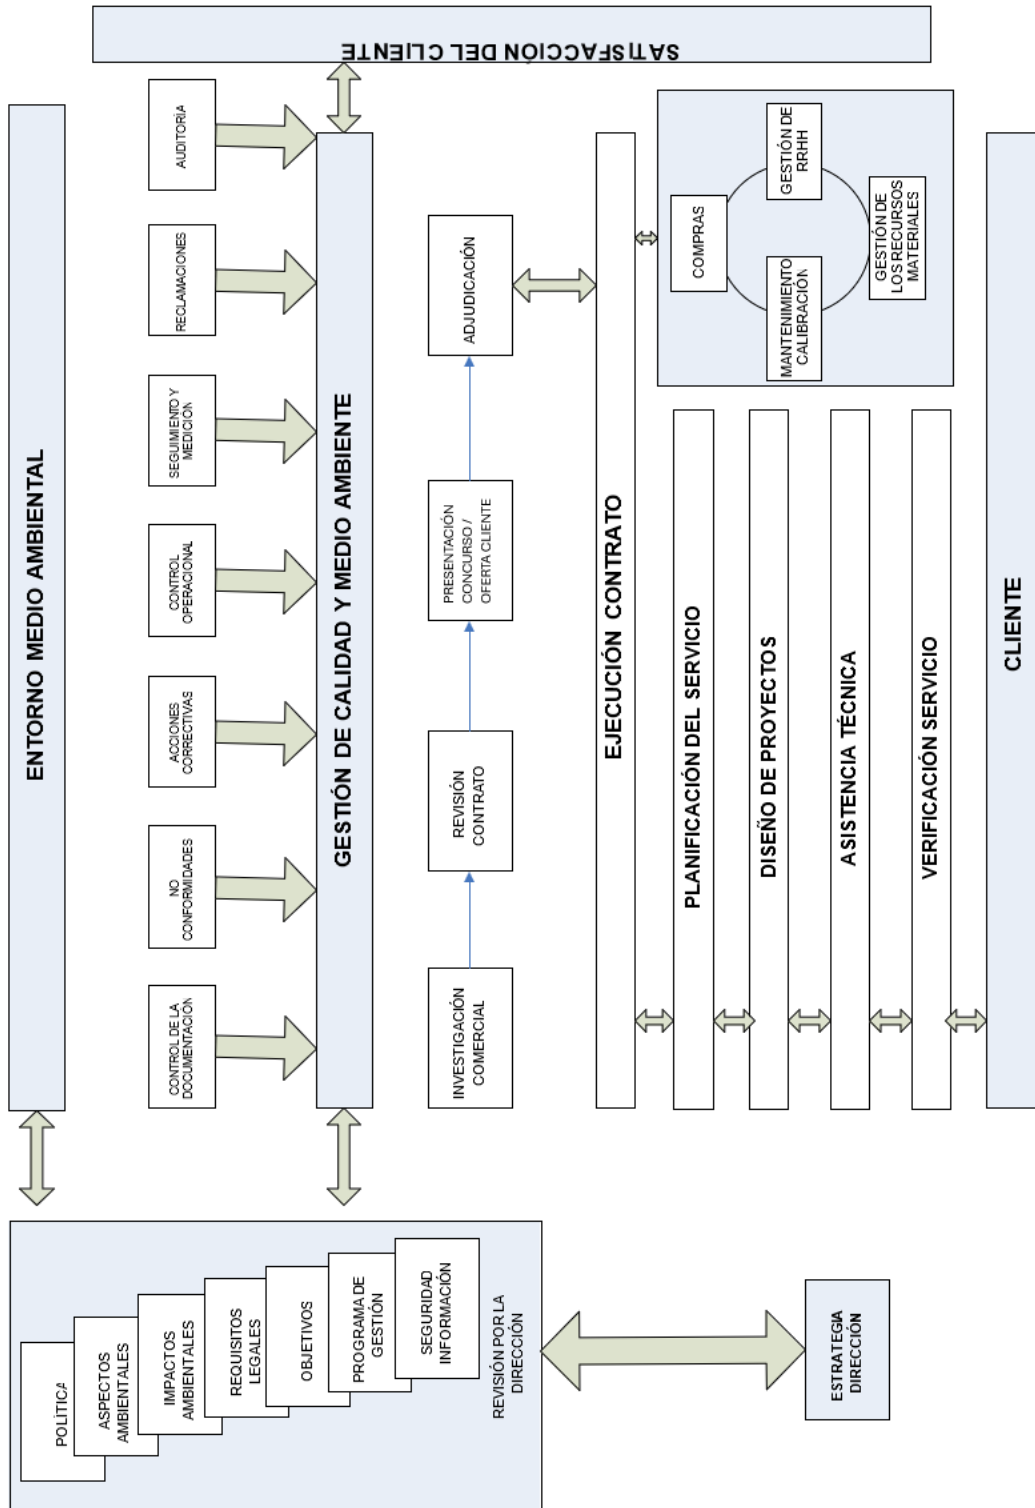 ENTORNO MEDIO AMBIENTAL
CONTROL DE LA
DOCUMENTACIÓN
NO
CONFORMIDADES
ACCIONES
CORRECTIVAS
CONTROL
OPERACIONAL
SEGUIMIENTO Y
MEDICIÓN
RECLAMACIONES
AUDITORÍA
GESTIÓN DE CALIDAD Y MEDIO AMBIENTE
SATISFACCIÓN DEL CLIENTE
POLÍTICA
ASPECTOS
AMBIENTALES
IMPACTOS
AMBIENTALES
REQUISITOS
LEGALES
OBJETIVOS
PROGRAMA DE
GESTIÓN
SEGURIDAD
INFORMACIÓN
REVISIÓN POR LA
DIRECCIÓN
INVESTIGACIÓN
COMERCIAL
REVISIÓN
CONTRATO
PRESENTACIÓN
CONCURSO /
OFERTA CLIENTE
ADJUDICACIÓN
EJECUCIÓN CONTRATO
PLANIFICACIÓN DEL SERVICIO
DISEÑO DE PROYECTOS
ASISTENCIA TÉCNICA
VERIFICACIÓN SERVICIO
COMPRAS
MANTENIMIENTO
CALIBRACIÓN
GESTIÓN DE
RRHH
GESTIÓN DE
LOS RECURSOS
MATERIALES
ESTRATEGIA
DIRECCIÓN
CLIENTE